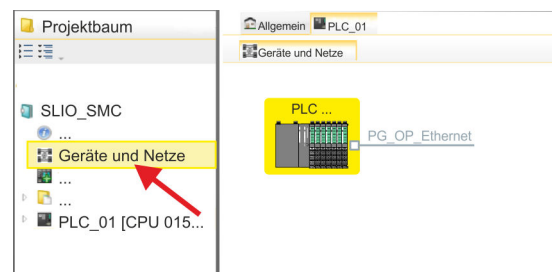 Projektbaum
SLIO_SMC
...
Geräte und Netze
...
...
PLC_01 [CPU 015...
Allgemein PLC_01
Geräte und Netze
PLC ...
PG_OP_Ethernet